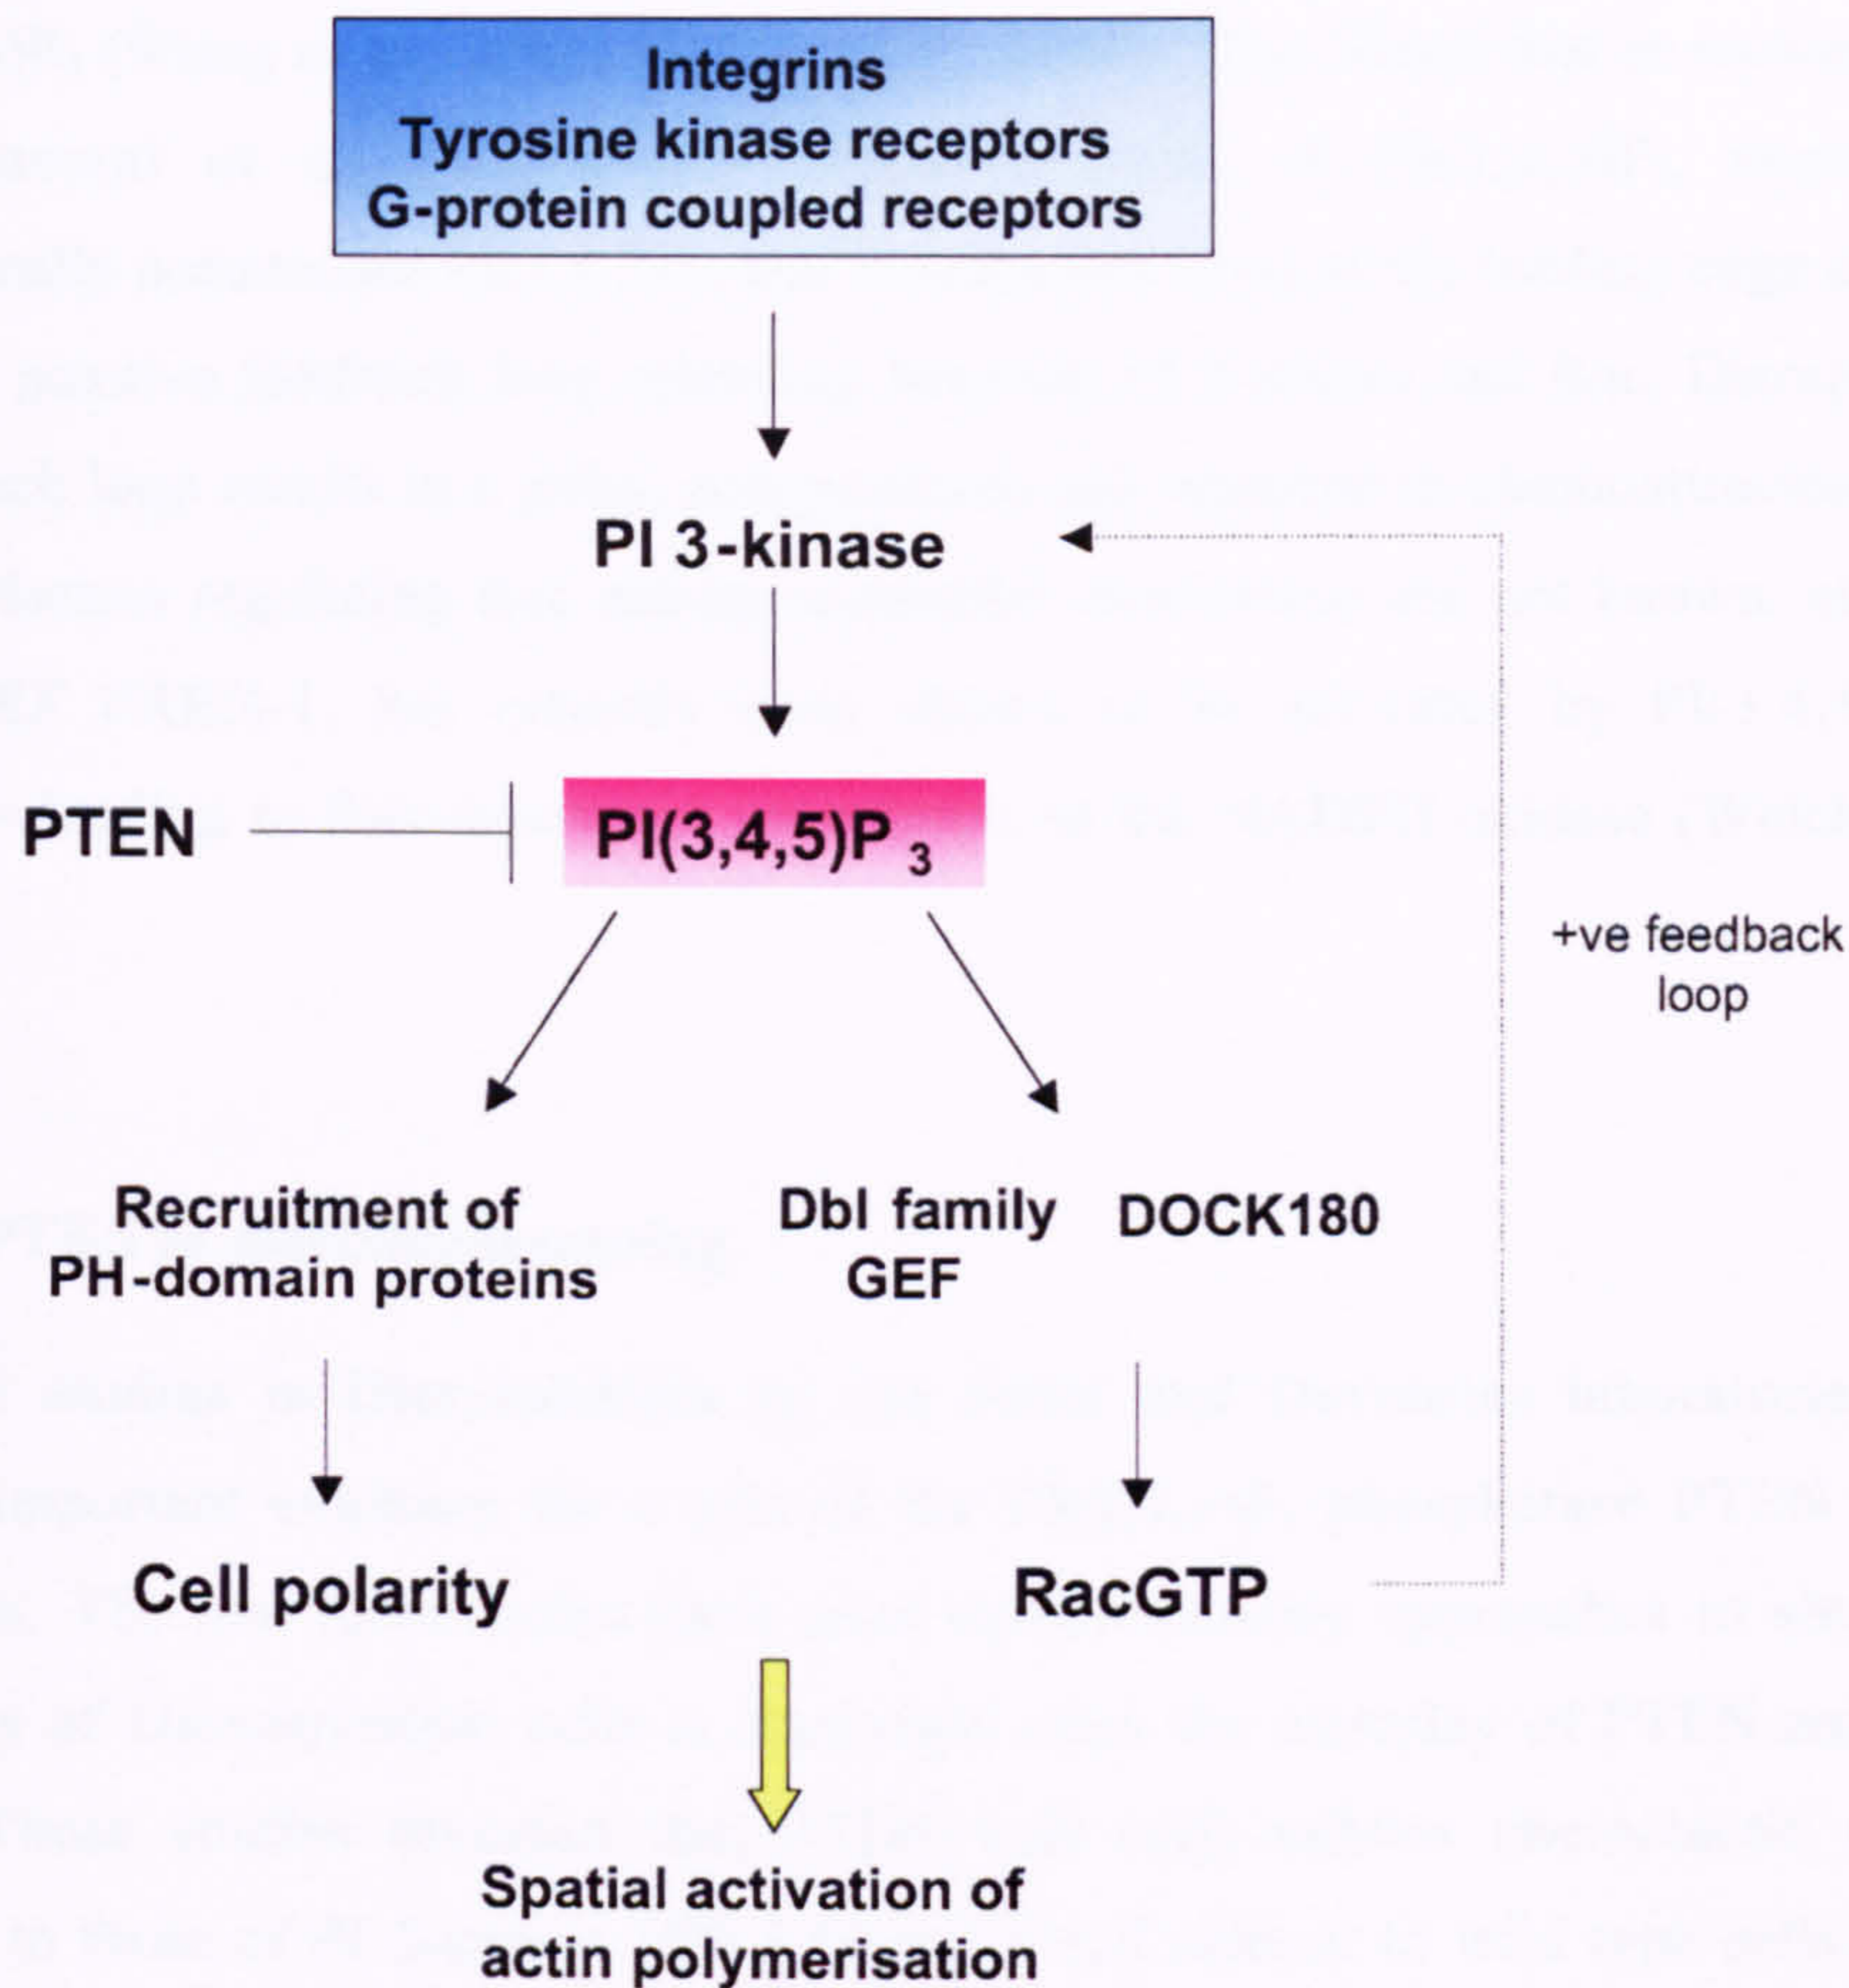 Integrins
Tyrosine kinase receptors
G-protein coupled receptors
PI 3-kinase
PTEN
PI(3,4,5)P 3
+ve feedback
loop
Recruitment of
PH-domain proteins
Dbl family
GEF
DOCK180
Cell polarity
RacGTP
Spatial activation of
actin polymerisation